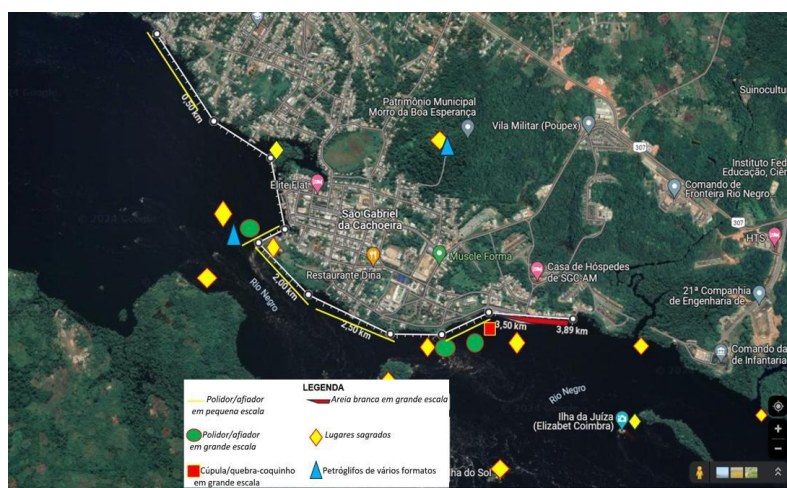 Suinocultu
Patrimônio Municipal
Morro da Boa Esperança
Vila Militar (Poupex)
0,50 km
307
Instituto Fed
Educação, Ciên
Comando de
Fronteira Rio Negro...
307
Elite Flat
São Gabriel
da Cachoeira
HTS
Muscle Forma
Casa de Hóspedes
de SGC-AM
Restaurante Dina
2,00 km
Rio Negro
21ª Companhia
de Engenharia de...
2,50 km
3,50 km
3,89 km
Comando da
de Infantaria
Rio Negro
Ilha da Juíza
(Elizabet Coimbra)
ha do Sol
LEGENDA
Polidor/afiador
em pequena escala
Areia branca em grande escala
Polidor/afiador
em grande escala
Lugares sagrados
Cúpula/quebra-coquinho
em grande escala
Petróglifos de vários formatos